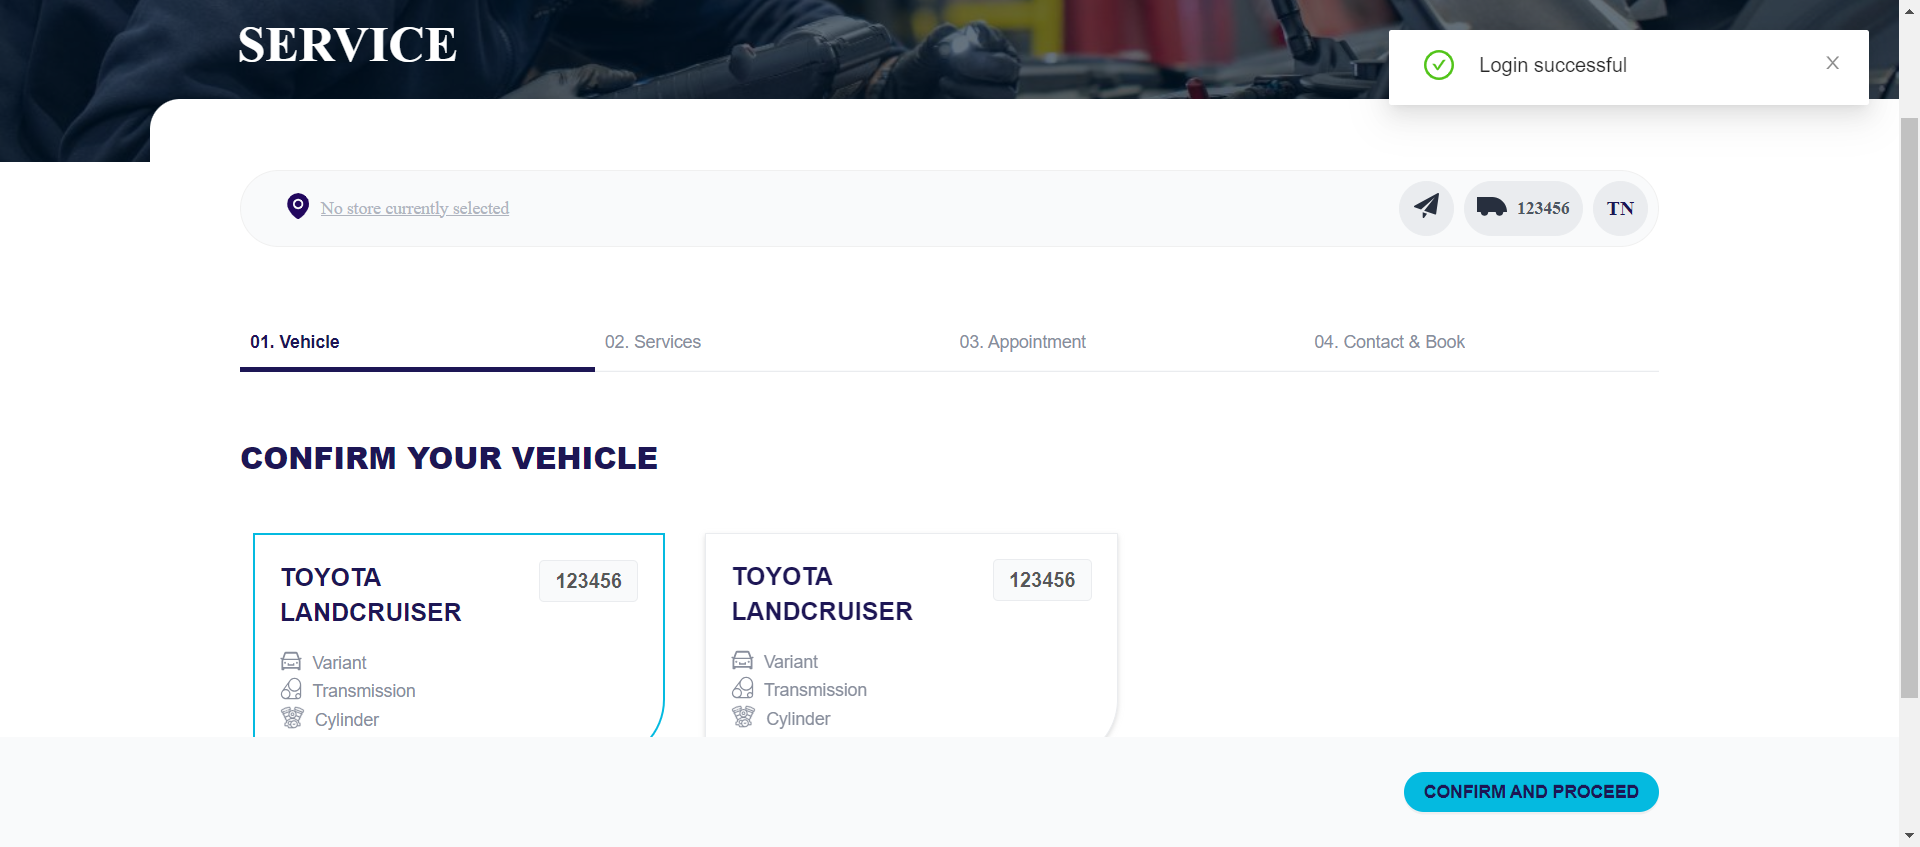 SERVICE
Login successful
No store currently selected
123456
TN
01. Vehicle
02. Services
03. Appointment
04. Contact & Book
CONFIRM YOUR VEHICLE
TOYOTA
LANDCRUISER
123456
Variant
Transmission
Cylinder
TOYOTA
LANDCRUISER
123456
Variant
Transmission
Cylinder
CONFIRM AND PROCEED